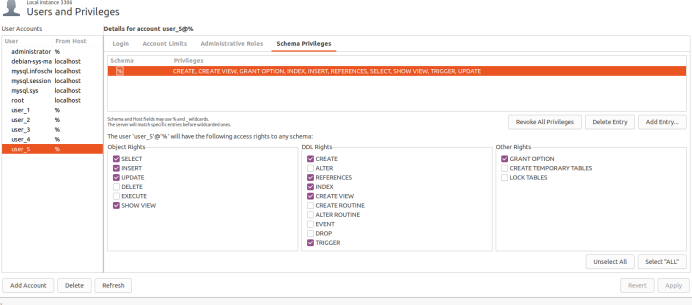 Local instance 3306
Users and Privileges
User Accounts
Details for account user_5@%
User From Host
administrator %
debian-sys-ma localhost
mysql.infosche localhost
mysql.session localhost
mysql.sys localhost
root localhost
user_1 %
user_2 %
user_3 %
user_4 %
user_5 %
Login Account Limits Administrative Roles Schema Privileges
Schema Privileges
% CREATE, CREATE VIEW, GRANT OPTION, INDEX, INSERT, REFERENCES, SELECT, SHOW VIEW, TRIGGER, UPDATE
Schema and Host fields may use % and _ wildcards.
The server will match specific entries before wildcarded ones.
Revoke All Privileges Delete Entry Add Entry...
The user 'user_5'@'%' will have the following access rights to any schema:
Object Rights
SELECT
INSERT
UPDATE
DELETE
EXECUTE
SHOW VIEW
DDL Rights
CREATE
ALTER
REFERENCES
INDEX
CREATE VIEW
CREATE ROUTINE
ALTER ROUTINE
EVENT
DROP
TRIGGER
Other Rights
GRANT OPTION
CREATE TEMPORARY TABLES
LOCK TABLES
Unselect All Select "ALL"
Add Account Delete Refresh
Revert Apply